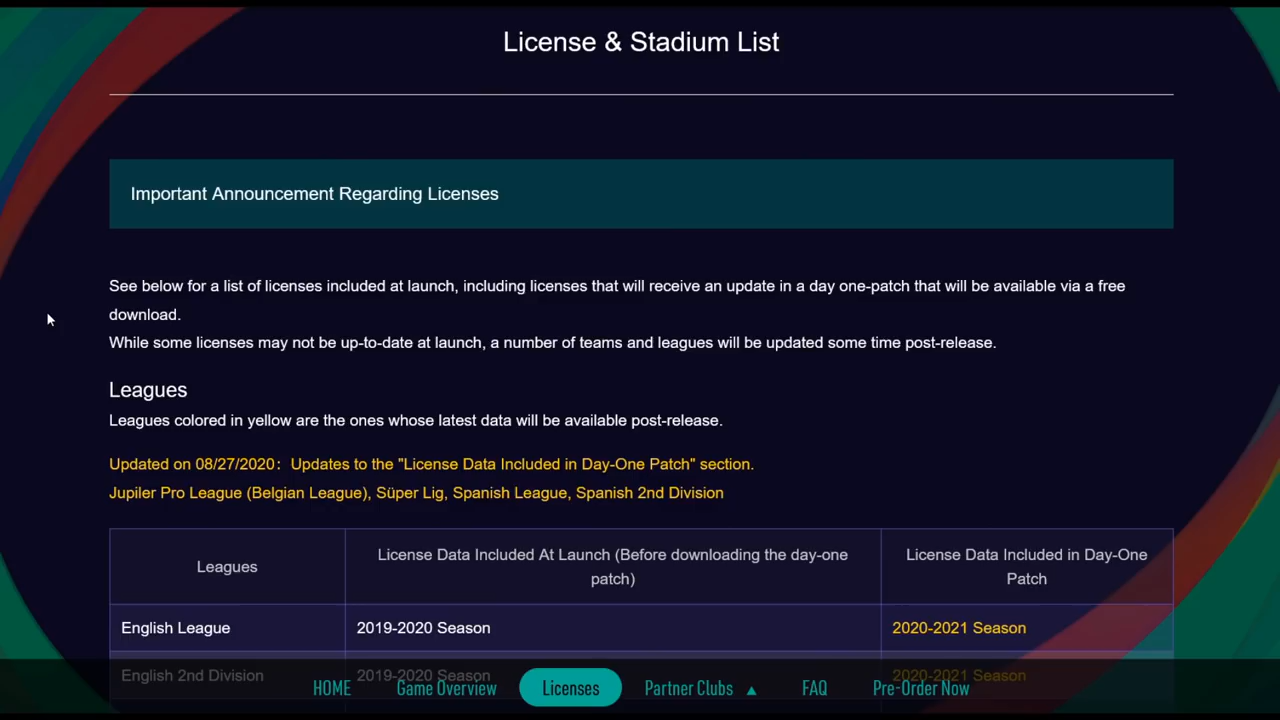 License & Stadium List
Important Announcement Regarding Licenses
See below for a list of licenses included at launch, including licenses that will receive an update in a day one-patch that will be available via a free
download.
While some licenses may not be up-to-date at launch, a number of teams and leagues will be updated some time post-release.
Leagues
Leagues colored in yellow are the ones whose latest data will be available post-release.
Updated on 08/27/2020：Updates to the "License Data Included in Day-One Patch" section.
Jupiler Pro League (Belgian League), Süper Lig, Spanish League, Spanish 2nd Division
Leagues
License Data Included At Launch (Before downloading the day-one
patch)
License Data Included in Day-One
Patch
English League 2019-2020 Season 2020-2021 Season
English 2nd Division 2019-2020 Season 2020-2021 Season
HOME Game Overview Licenses Partner Clubs ▲ FAQ Pre-Order Now